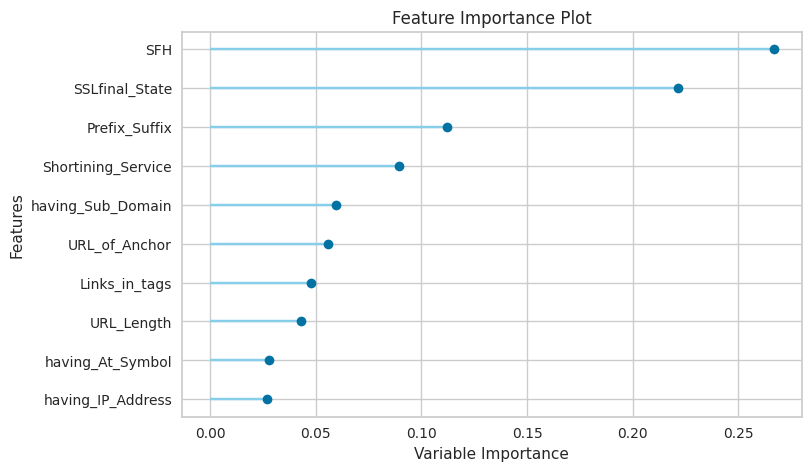 Feature Importance Plot
Features
SFH
SSLfinal_State
Prefix_Suffix
Shortining_Service
having_Sub_Domain
URL_of_Anchor
Links_in_tags
URL_Length
having_At_Symbol
having_IP_Address
0.00 0.05 0.10 0.15 0.20 0.25
Variable Importance